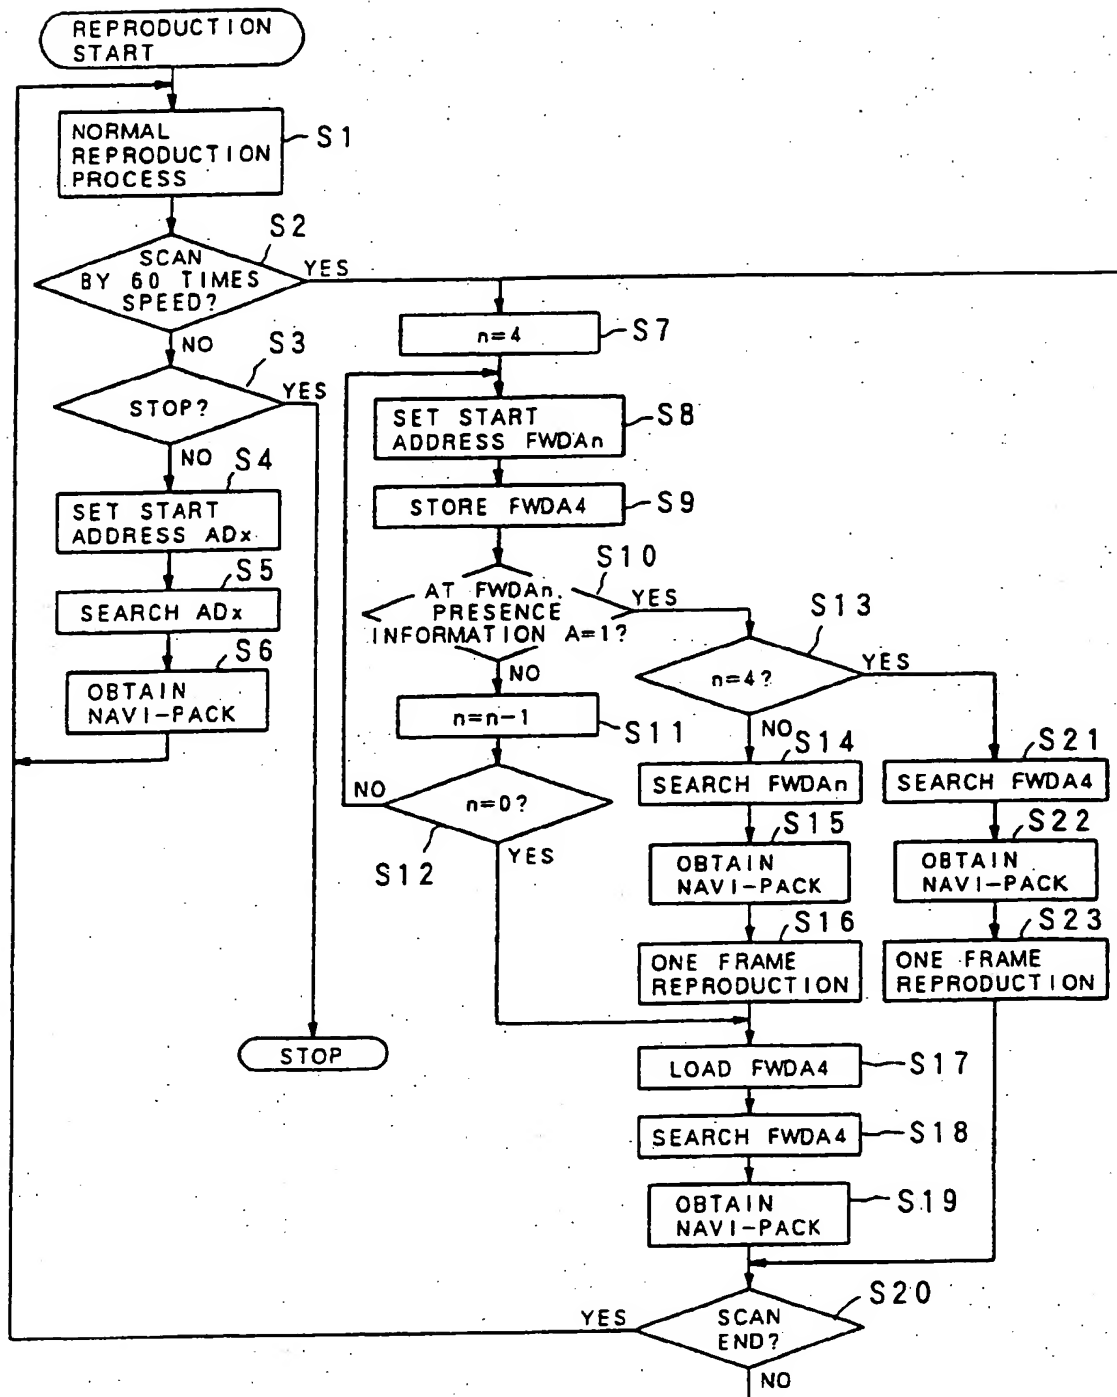 REPRODUCTION
START
NORMAL
REPRODUCTION
PROCESS
S1
S2
SCAN
BY 60 TIMES
SPEED?
YES
NO
S3
STOP?
YES
NO
S4
SET START
ADDRESS ADx
S5
SEARCH ADx
S6
OBTAIN
NAVI-PACK
STOP
n=4
S7
SET START
ADDRESS FWDAn
S8
STORE FWDA4
S9
S10
AT FWDAn.
PRESENCE
INFORMATION A=1?
YES
NO
n=n-1
S11
n=0?
NO
YES
S12
S13
n=4?
YES
NO
S14
SEARCH FWDAn
S15
OBTAIN
NAVI-PACK
S16
ONE FRAME
REPRODUCTION
S21
SEARCH FWDA4
S22
OBTAIN
NAVI-PACK
S23
ONE FRAME
REPRODUCTION
LOAD FWDA4
S17
SEARCH FWDA4
S18
OBTAIN
NAVI-PACK
S19
S20
SCAN
END?
YES
NO